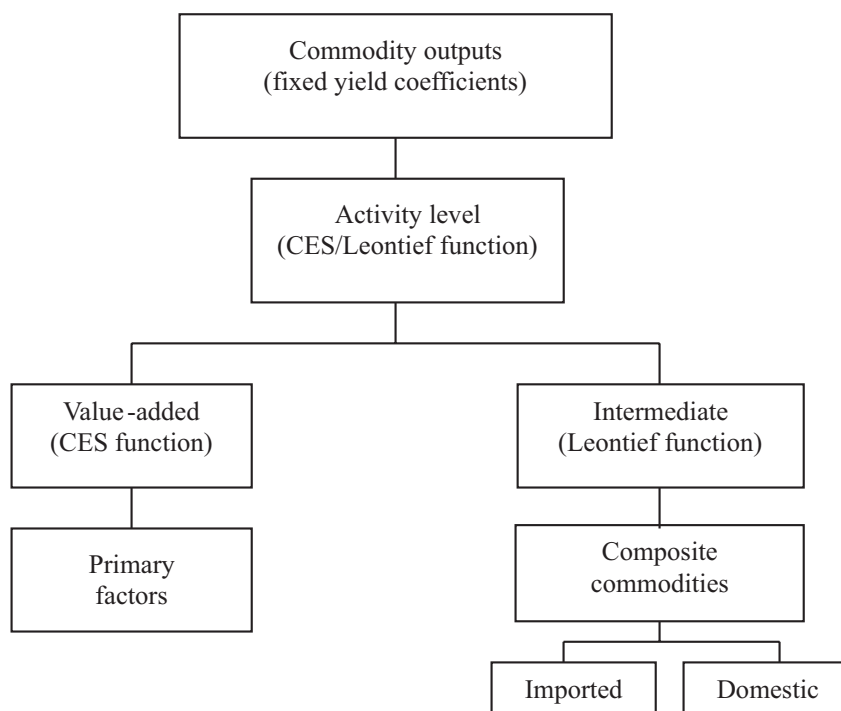 Commodity outputs
(fixed yield coefficients)
Activity level
(CES/Leontief function)
Value-added
(CES function)
Intermediate
(Leontief function)
Primary
factors
Composite
commodities
Imported
Domestic